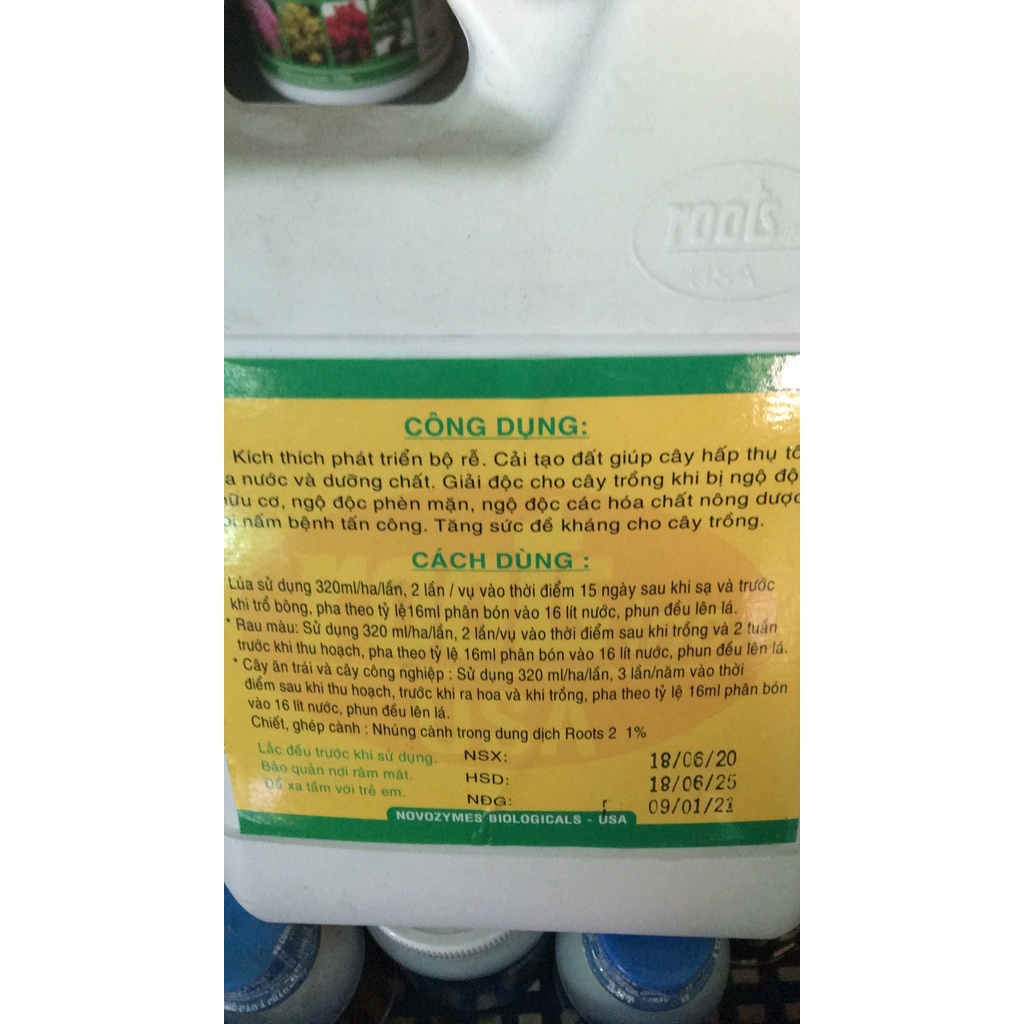 roots
USA
CÔNG DỤNG:
Kích thích phát triển bộ rễ. Cải tạo đất giúp cây hấp thụ
nước và dưỡng chất. Giải độc cho cây trồng khi bị ngộ
cơ, ngộ độc phèn mặn, ngộ độc các hóa chất nông dược
nấm bệnh tấn công. Tăng sức đề kháng cho cây trồng.
CÁCH DÙNG :
Lúa sử dụng 320ml/ha/lần, 2 lần / vụ vào thời điểm 15 ngày sau khi sạ và trước
khi trổ bông, pha theo tỷ lệ16ml phân bón vào 16 lít nước, phun đều lên lá.
* Rau màu: Sử dụng 320 ml/ha/lần, 2 lần/vụ vào thời điểm sau khi trồng và 2 tuần
trước khi thu hoạch, pha theo tỷ lệ 16ml phân bón vào 16 lít nước, phun đều lên lá.
* Cây ăn trái và cây công nghiệp : Sử dụng 320 ml/ha/lần, 3 lần/năm vào thời
điểm sau khi thu hoạch, trước khi ra hoa và khi trồng, pha theo tỷ lệ 16ml phân bón
vào 16 lít nước, phun đều lên lá.
Chiết, ghép cành : Nhúng cành trong dung dịch Roots 2 1%
Lắc đều trước khi sử dụng.
Bảo quản nơi râm mát.
Để xa tầm với trẻ em.
NSX: 18/06/20
HSD: 18/06/25
NĐG: 09/01/21
NOVOZYMES BIOLOGICALS - USA